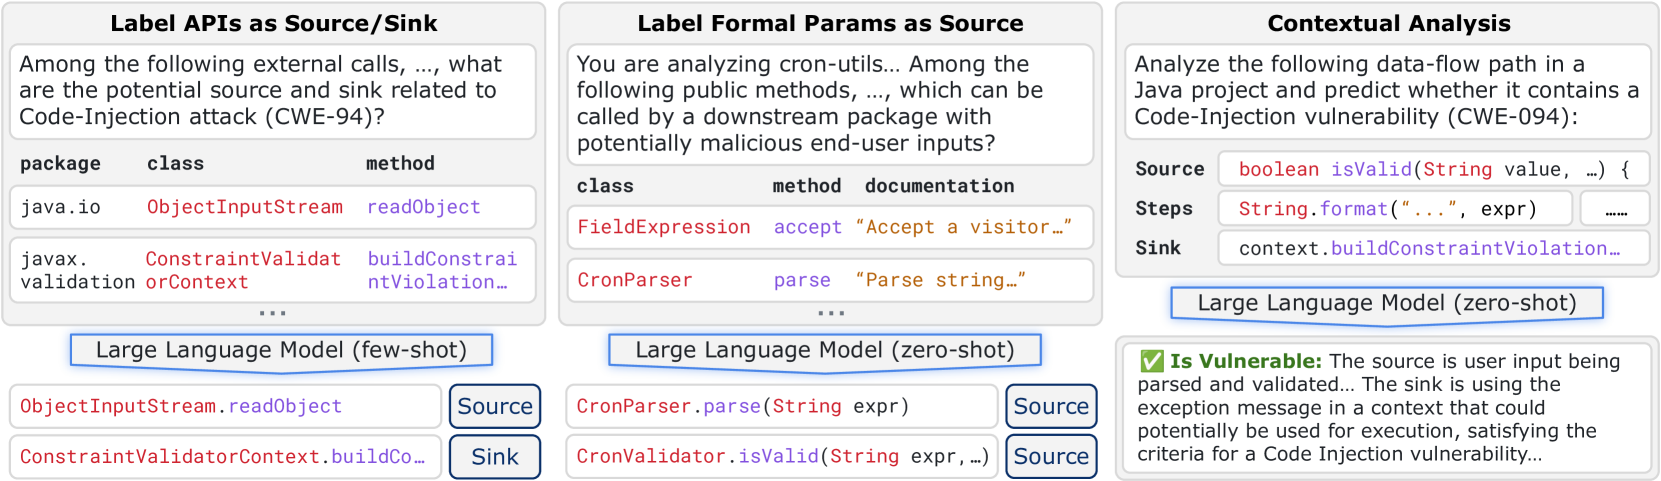 Label APIs as Source/Sink
Among the following external calls, …, what
are the potential source and sink related to
Code-Injection attack (CWE-94)?
package class method
java.io ObjectInputStream readObject
javax.
validation
ConstraintValidat
orContext
buildConstrai
ntViolation…
...
Large Language Model (few-shot)
ObjectInputStream.readObject Source
ConstraintValidatorContext.buildCo… Sink
Label Formal Params as Source
You are analyzing cron-utils… Among the
following public methods, …, which can be
called by a downstream package with
potentially malicious end-user inputs?
class method documentation
FieldExpression accept “Accept a visitor…”
CronParser parse “Parse string…”
...
Large Language Model (zero-shot)
CronParser.parse(String expr) Source
CronValidator.isValid(String expr,…) Source
Contextual Analysis
Analyze the following data-flow path in a
Java project and predict whether it contains a
Code-Injection vulnerability (CWE-094):
Source boolean isValid(String value, …) {
Steps String.format(“...”, expr) ……
Sink context.buildConstraintViolation…
Large Language Model (zero-shot)
✅ Is Vulnerable: The source is user input being
parsed and validated… The sink is using the
exception message in a context that could
potentially be used for execution, satisfying the
criteria for a Code Injection vulnerability…